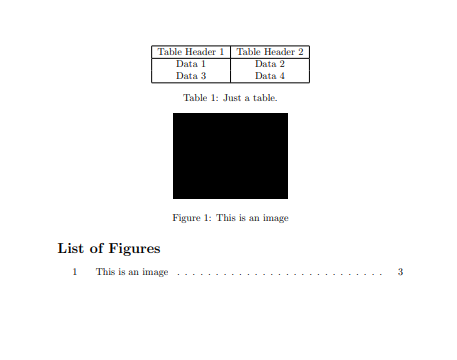 Table Header 1 Table Header 2
Data 1 Data 2
Data 3 Data 4
Table 1: Just a table.
Figure 1: This is an image
List of Figures
1 This is an image . . . . . . . . . . . . . . . . . . . . . . . . . . . 3